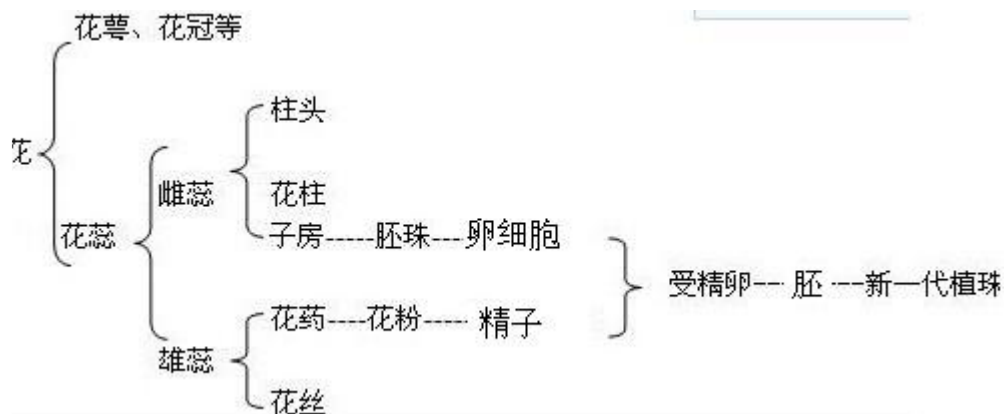 花萼、花冠等
柱头
花
雌蕊
花柱
花蕊
子房-----胚珠----卵细胞
受精卵---胚---新一代植珠
花药----花粉----精子
雄蕊
花丝